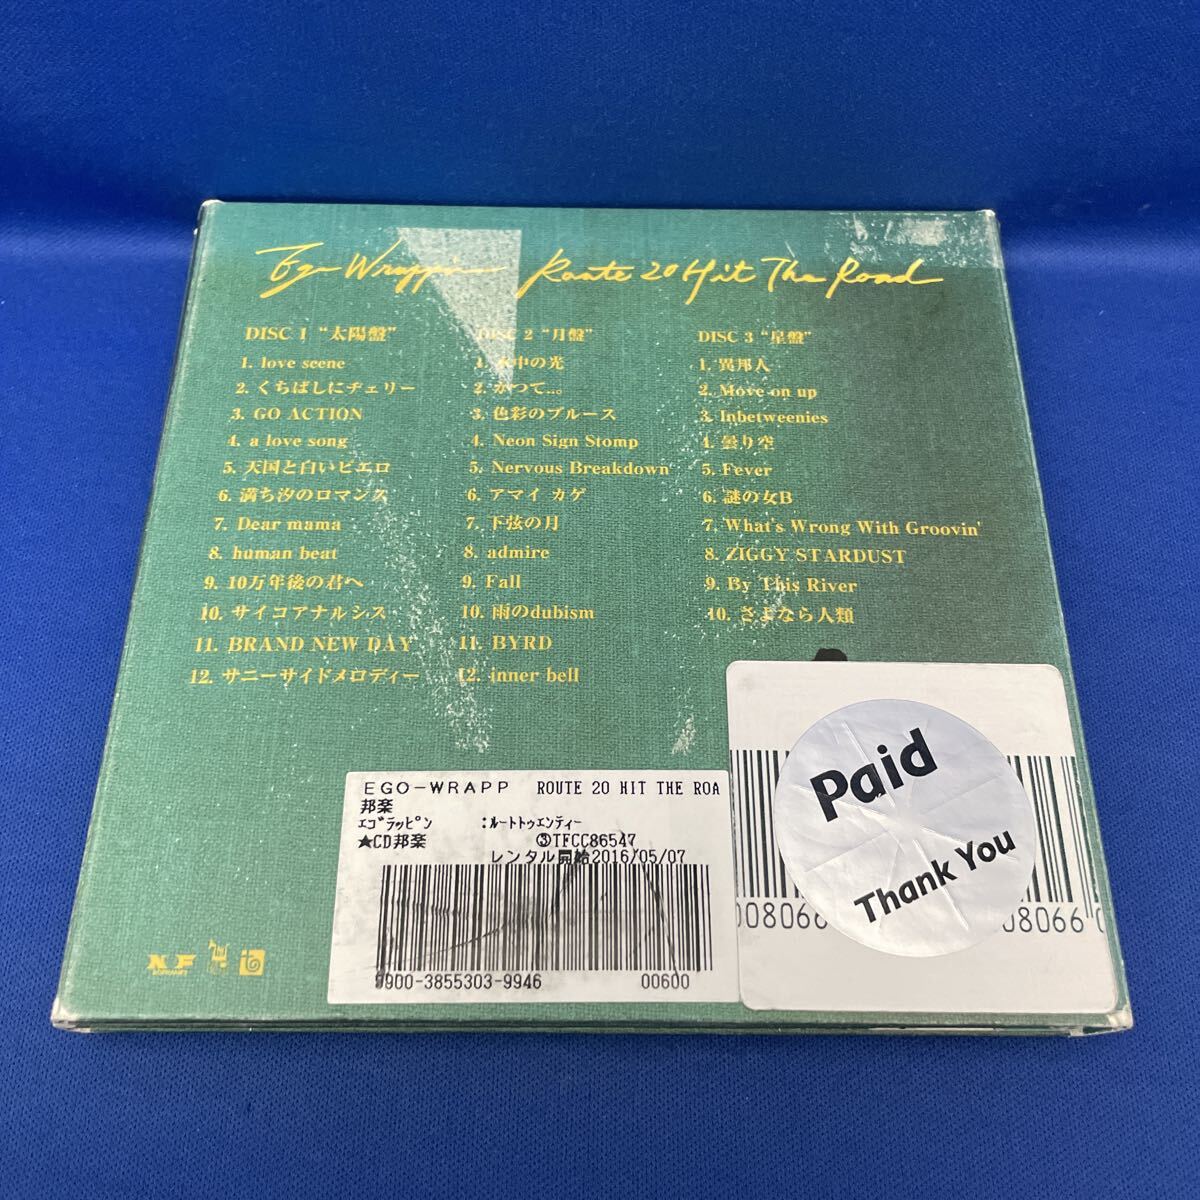 Ego-Wrappin' Route 20 Hit The Road
DISC 1 “太陽盤”
1. love scene
2. くちばしにチェリー
3. GO ACTION
4. a love song
5. 天国と白いピエロ
6. 満ち汐のロマンス
7. Dear mama
8. human beat
9. 10万年後の君へ
10. サイコアナルシス
11. BRAND NEW DAY
12. サニーサイドメロディー
DISC 2 “月盤”
1. 水中の光
2. かつて..。
3. 色彩のブルース
4. Neon Sign Stomp
5. Nervous Breakdown
6. アマイ カゲ
7. 下弦の月
8. admire
9. Fall
10. 雨のdubism
11. BYRD
12. inner bell
DISC 3 “星盤”
1. 異邦人
2. Move on up
3. Inbetweenies
4. 曇り空
5. Fever
6. 謎の女B
7. What's Wrong With Groovin'
8. ZIGGY STARDUST
9. By This River
10. さよなら人類
EGO-WRAPP ROUTE 20 HIT THE ROA
邦楽
ｴｺﾞﾗｯﾋﾟﾝ :ﾙｰﾄﾄｩｴﾝﾃｨｰ
★CD邦楽 ③TFCC86547
レンタル開始2016/05/07
9900-3855303-9946 00600
Paid
Thank You
08066
08066
NF